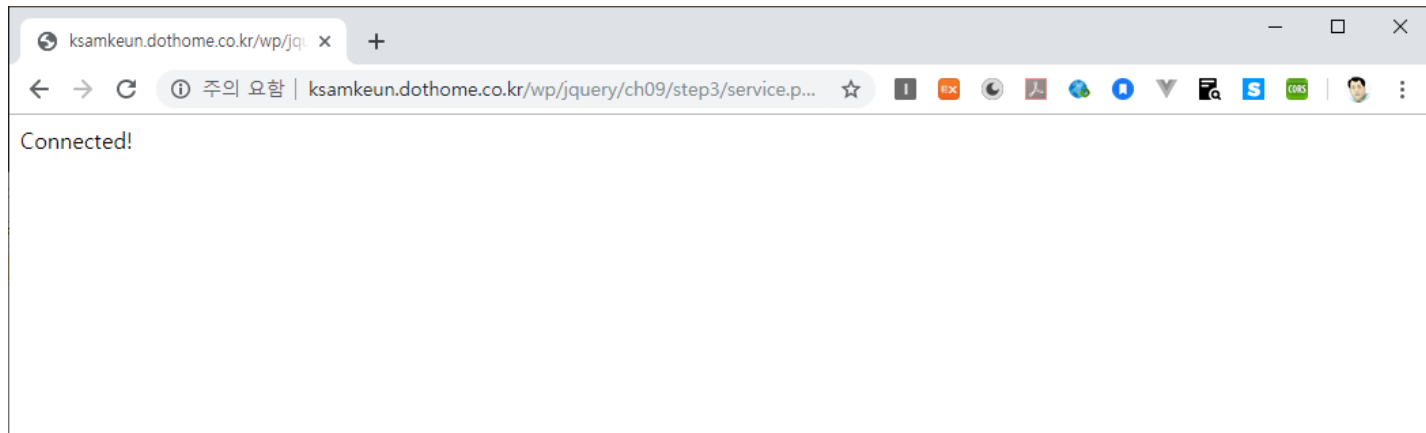 ksamkeun.dothome.co.kr/wp/jq
주의 요함 | ksamkeun.dothome.co.kr/wp/jquery/ch09/step3/service.p...
CORS
Connected!